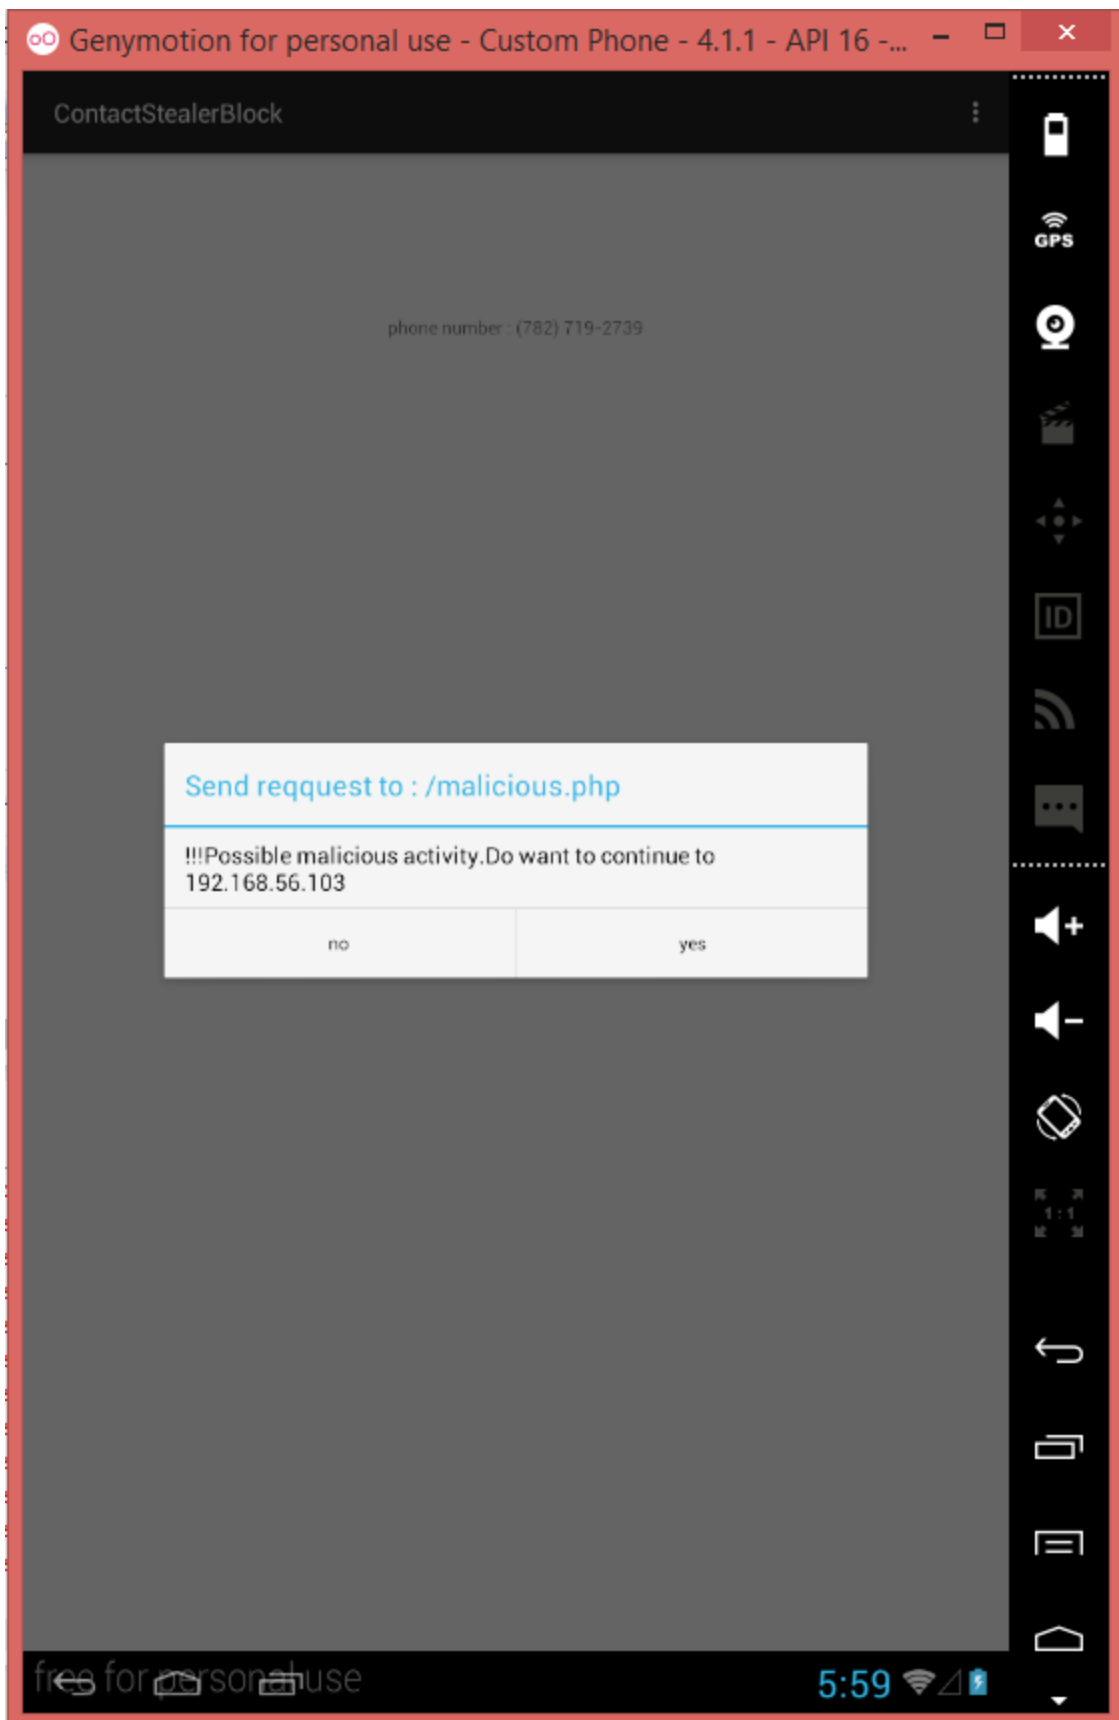 Genymotion for personal use - Custom Phone - 4.1.1 - API 16 -...
ContactStealerBlock
GPS
phone number : (782) 719-2739
ID
Send reqquest to : /malicious.php
!!!Possible malicious activity.Do want to continue to
192.168.56.103
no
yes
1:1
free for personal use
5:59